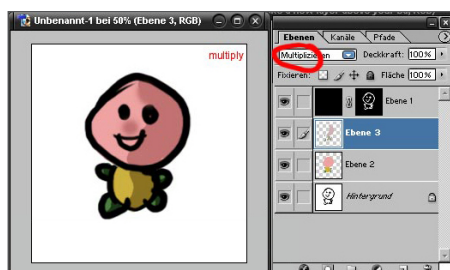 Unbenannt-1 bei 50% (Ebene 3, RGB)
multiply
Ebenen Kanäle Pfade
Multiplizieren Deckkraft: 100%
Fixieren: Fläche 100%
Ebene 1
Ebene 3
Ebene 2
Hintergrund